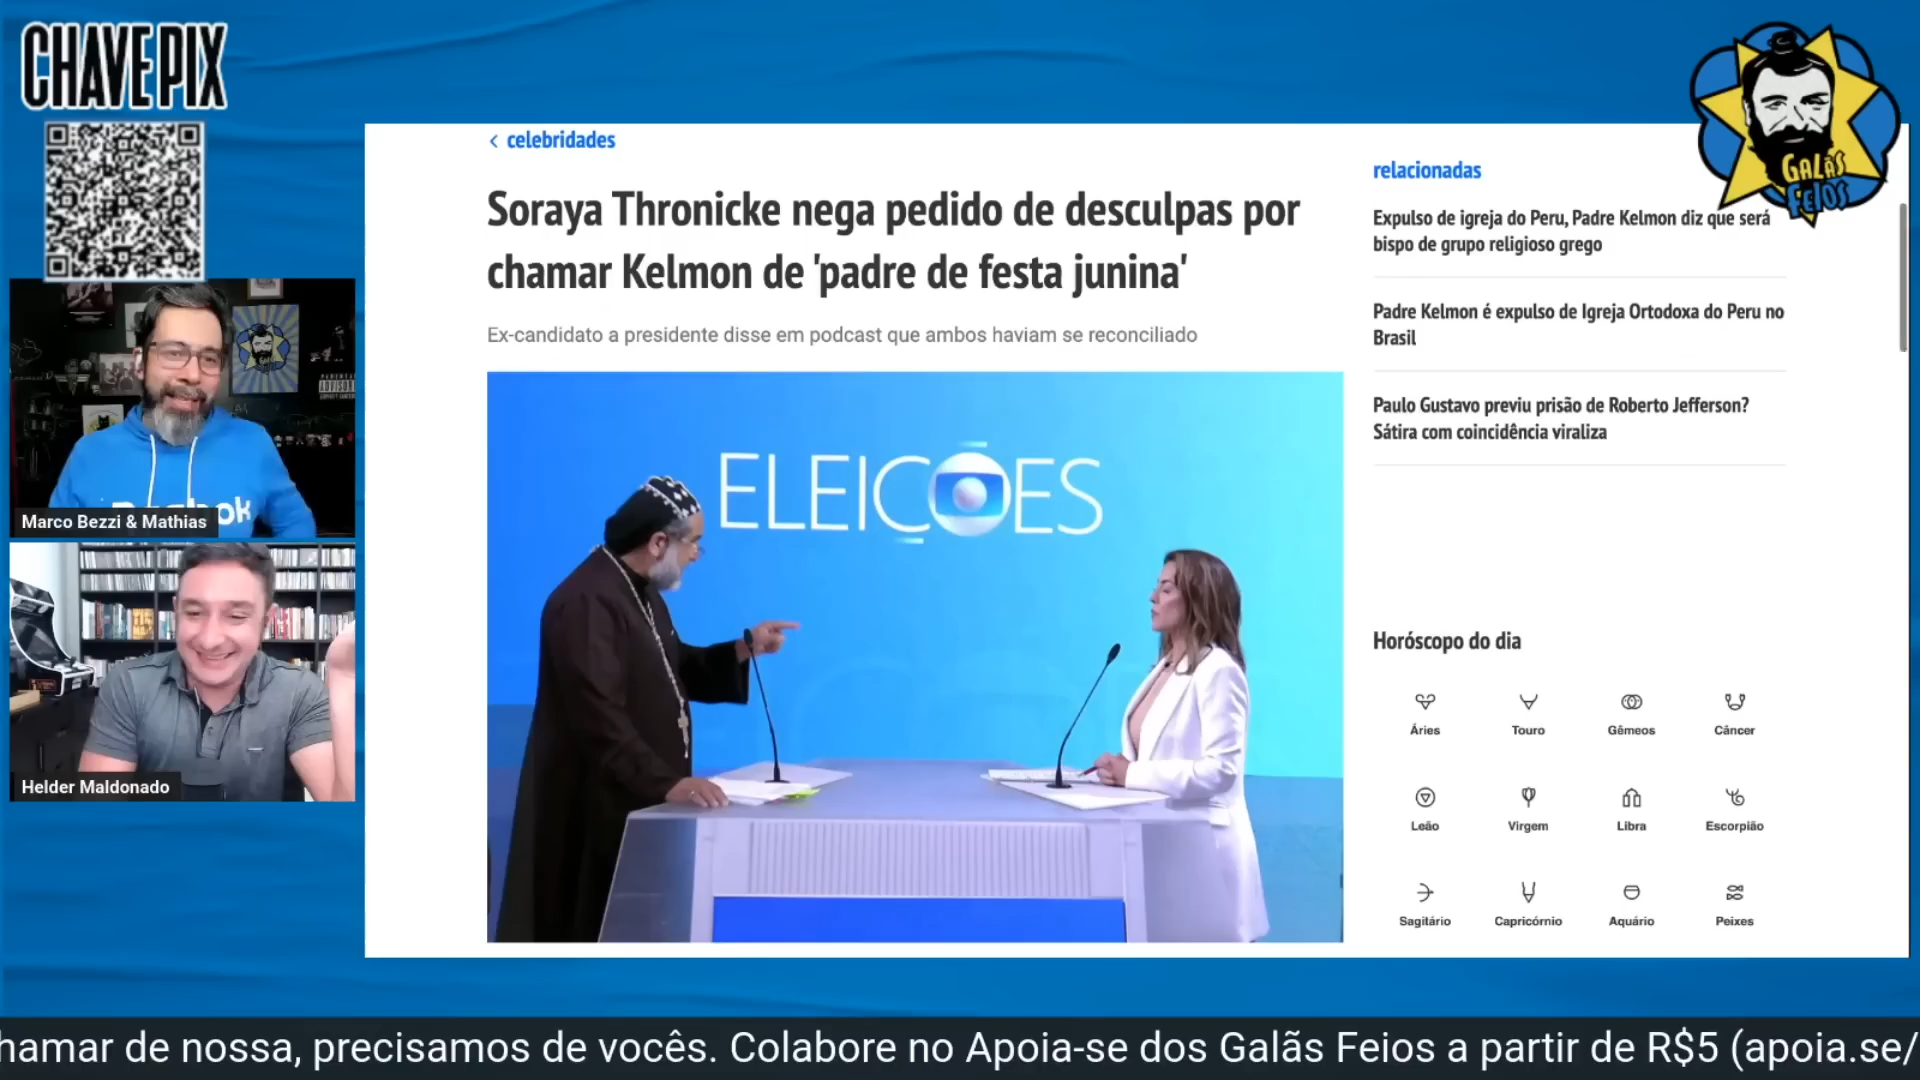 CHAVE PIX
GALÃS
FEIOS
celebridades
Soraya Thronicke nega pedido de desculpas por
chamar Kelmon de 'padre de festa junina'
Ex-candidato a presidente disse em podcast que ambos haviam se reconciliado
ELEIÇÕES
relacionadas
Expulso de igreja do Peru, Padre Kelmon diz que será
bispo de grupo religioso grego
Padre Kelmon é expulso de Igreja Ortodoxa do Peru no
Brasil
Paulo Gustavo previu prisão de Roberto Jefferson?
Sátira com coincidência viraliza
Horóscopo do dia
Áries Touro Gêmeos Câncer
Leão Virgem Libra Escorpião
Sagitário Capricórnio Aquário Peixes
Marco Bezzi & Mathias
Helder Maldonado
hamar de nossa, precisamos de vocês. Colabore no Apoia-se dos Galãs Feios a partir de R$5 (apoia.se/